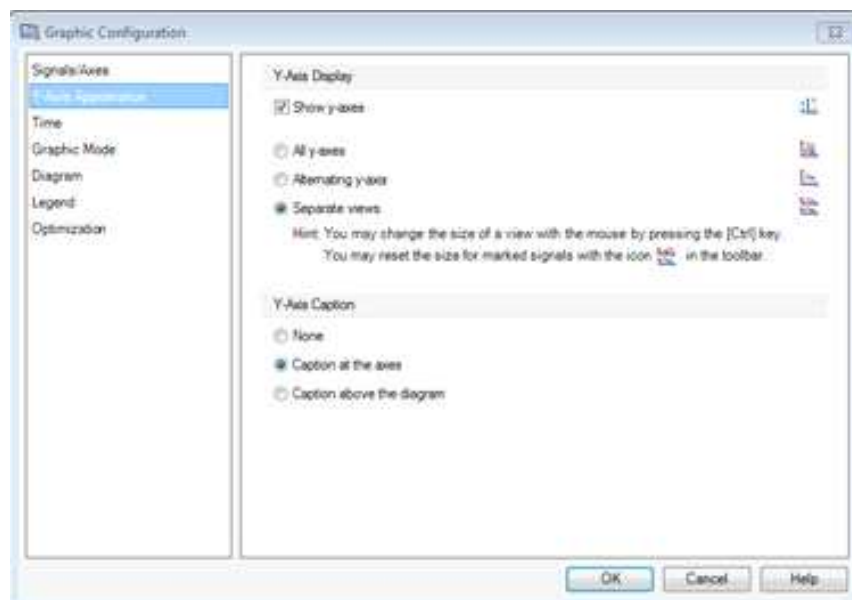 Graphic Configuration
Signals/Axes
Y-Axis Appearance
Time
Graphic Mode
Diagram
Legend
Optimization
Y-Axis Display
Show y-axes
All y-axes
Alternating y-axis
Separate views
Hint: You may change the size of a view with the mouse by pressing the [Ctrl] key.
You may reset the size for marked signals with the icon in the toolbar.
Y-Axis Caption
None
Caption at the axes
Caption above the diagram
OK
Cancel
Help